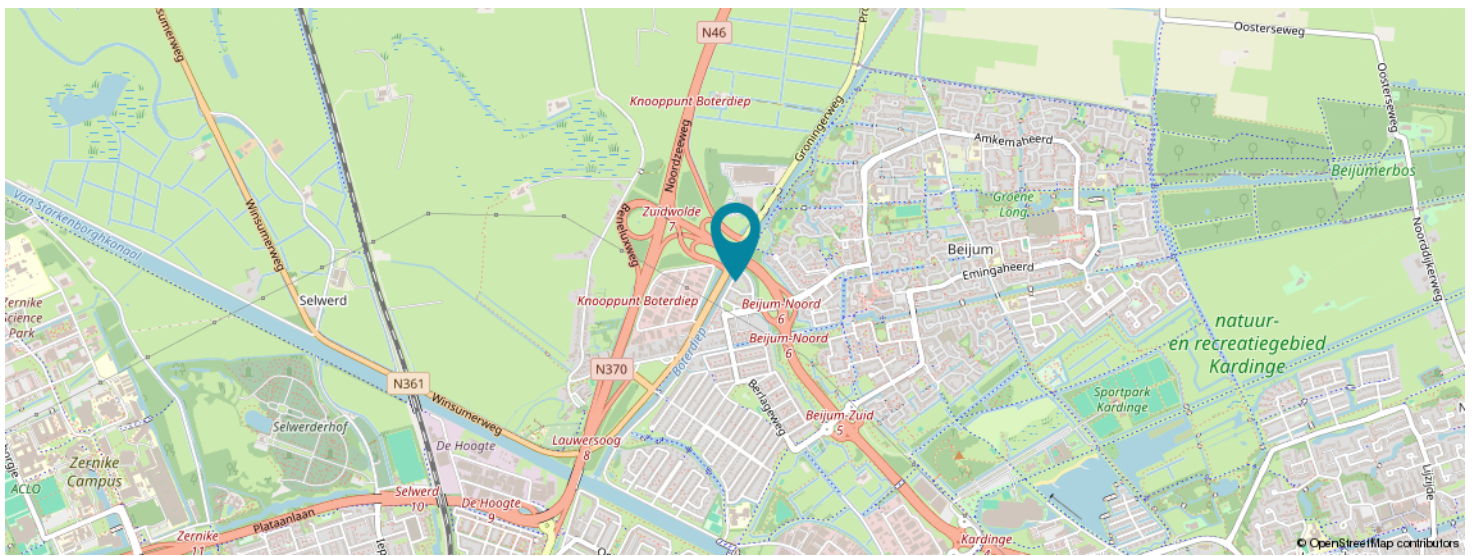 Winsumerweg
N46
Pro
Oosterseweg
Knooppunt Boterdiep
Noordzeeweg
Groningerweg
Oosterseweg
Amkemaheerd
Beijumerbos
Van Starkenborghkanaal
Winsumerweg
Beneluxweg
Zuidwolde
7
Groene
Long
Beijum
Emingaheerd
Noorddijkerweg
Zernike
Science
Park
Selwerd
Knooppunt Boterdiep
Beijum-Noord
6
Beijum-Noord
6
natuur-
en recreatiegebied
Kardinge
N370
Boterdiep
N361
Winsumerweg
Berlageweg
Sportpark
Kardinge
Beijum-Zuid
5
Selwerderhof
De Hoogte
Lauwersoog
8
Zernike
Campus
ACLO
Selwerd
10
De Hoogte
9
Plataanlaan
Zernike
11
Kardinge
Lijzijde
© OpenStreetMap contributors